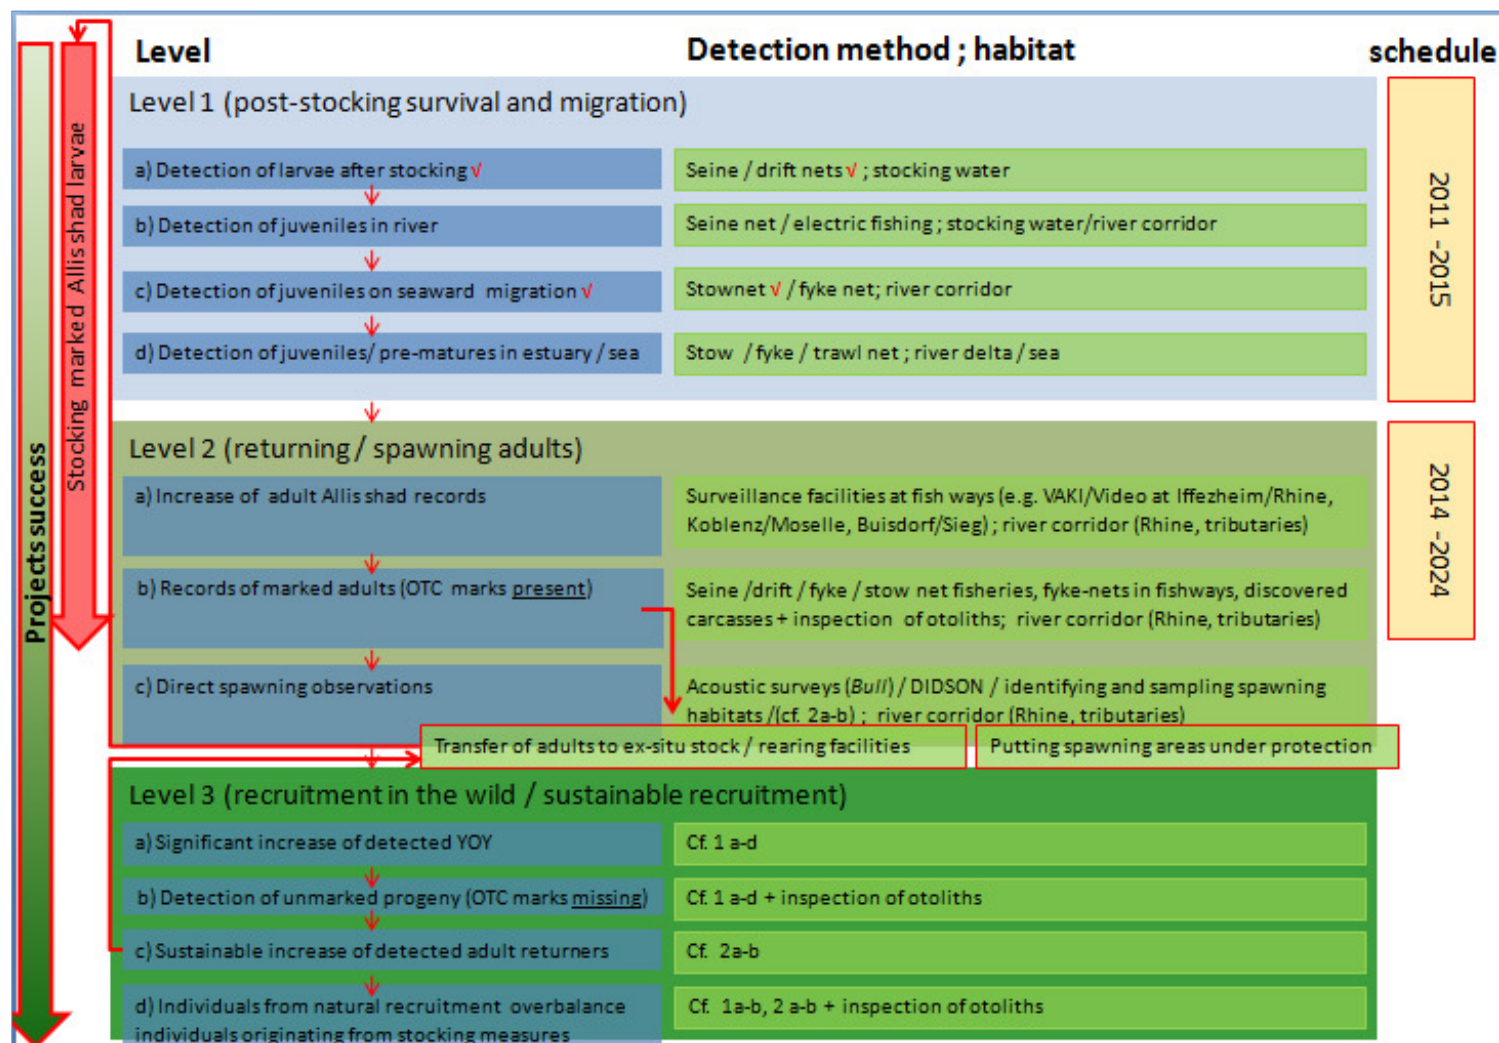 Level
Detection method ; habitat
schedule
Projects success
Stocking marked Allis shad larvae
Level 1 (post-stocking survival and migration)
a) Detection of larvae after stocking √
Seine / drift nets √ ; stocking water
b) Detection of juveniles in river
Seine net / electric fishing ; stocking water/river corridor
c) Detection of juveniles on seaward migration √
Stownet √ / fyke net; river corridor
d) Detection of juveniles/ pre-matures in estuary / sea
Stow / fyke / trawl net ; river delta / sea
2011 -2015
Level 2 (returning / spawning adults)
a) Increase of adult Allis shad records
Surveillance facilities at fish ways (e.g. VAKI/Video at Iffezheim/Rhine,
Koblenz/Moselle, Buisdorf/Sieg) ; river corridor (Rhine, tributaries)
b) Records of marked adults (OTC marks present)
Seine /drift / fyke / stow net fisheries, fyke-nets in fishways, discovered
carcasses + inspection of otoliths; river corridor (Rhine, tributaries)
c) Direct spawning observations
Acoustic surveys (Bull) / DIDSON / identifying and sampling spawning
habitats /(cf. 2a-b) ; river corridor (Rhine, tributaries)
2014 -2024
Transfer of adults to ex-situ stock / rearing facilities
Putting spawning areas under protection
Level 3 (recruitment in the wild / sustainable recruitment)
a) Significant increase of detected YOY
Cf. 1 a-d
b) Detection of unmarked progeny (OTC marks missing)
Cf. 1 a-d + inspection of otoliths
c) Sustainable increase of detected adult returners
Cf. 2a-b
d) Individuals from natural recruitment overbalance
individuals originating from stocking measures
Cf. 1a-b, 2 a-b + inspection of otoliths